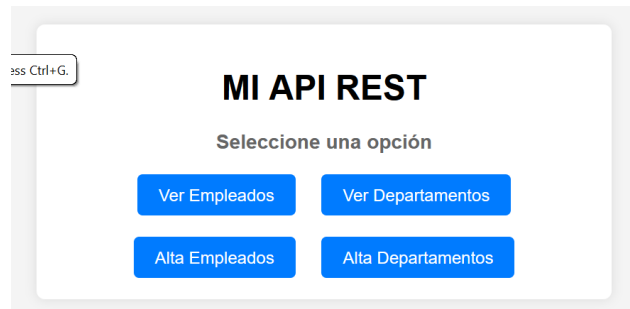 ess Ctrl+G.
MI API REST
Seleccione una opción
Ver Empleados
Ver Departamentos
Alta Empleados
Alta Departamentos